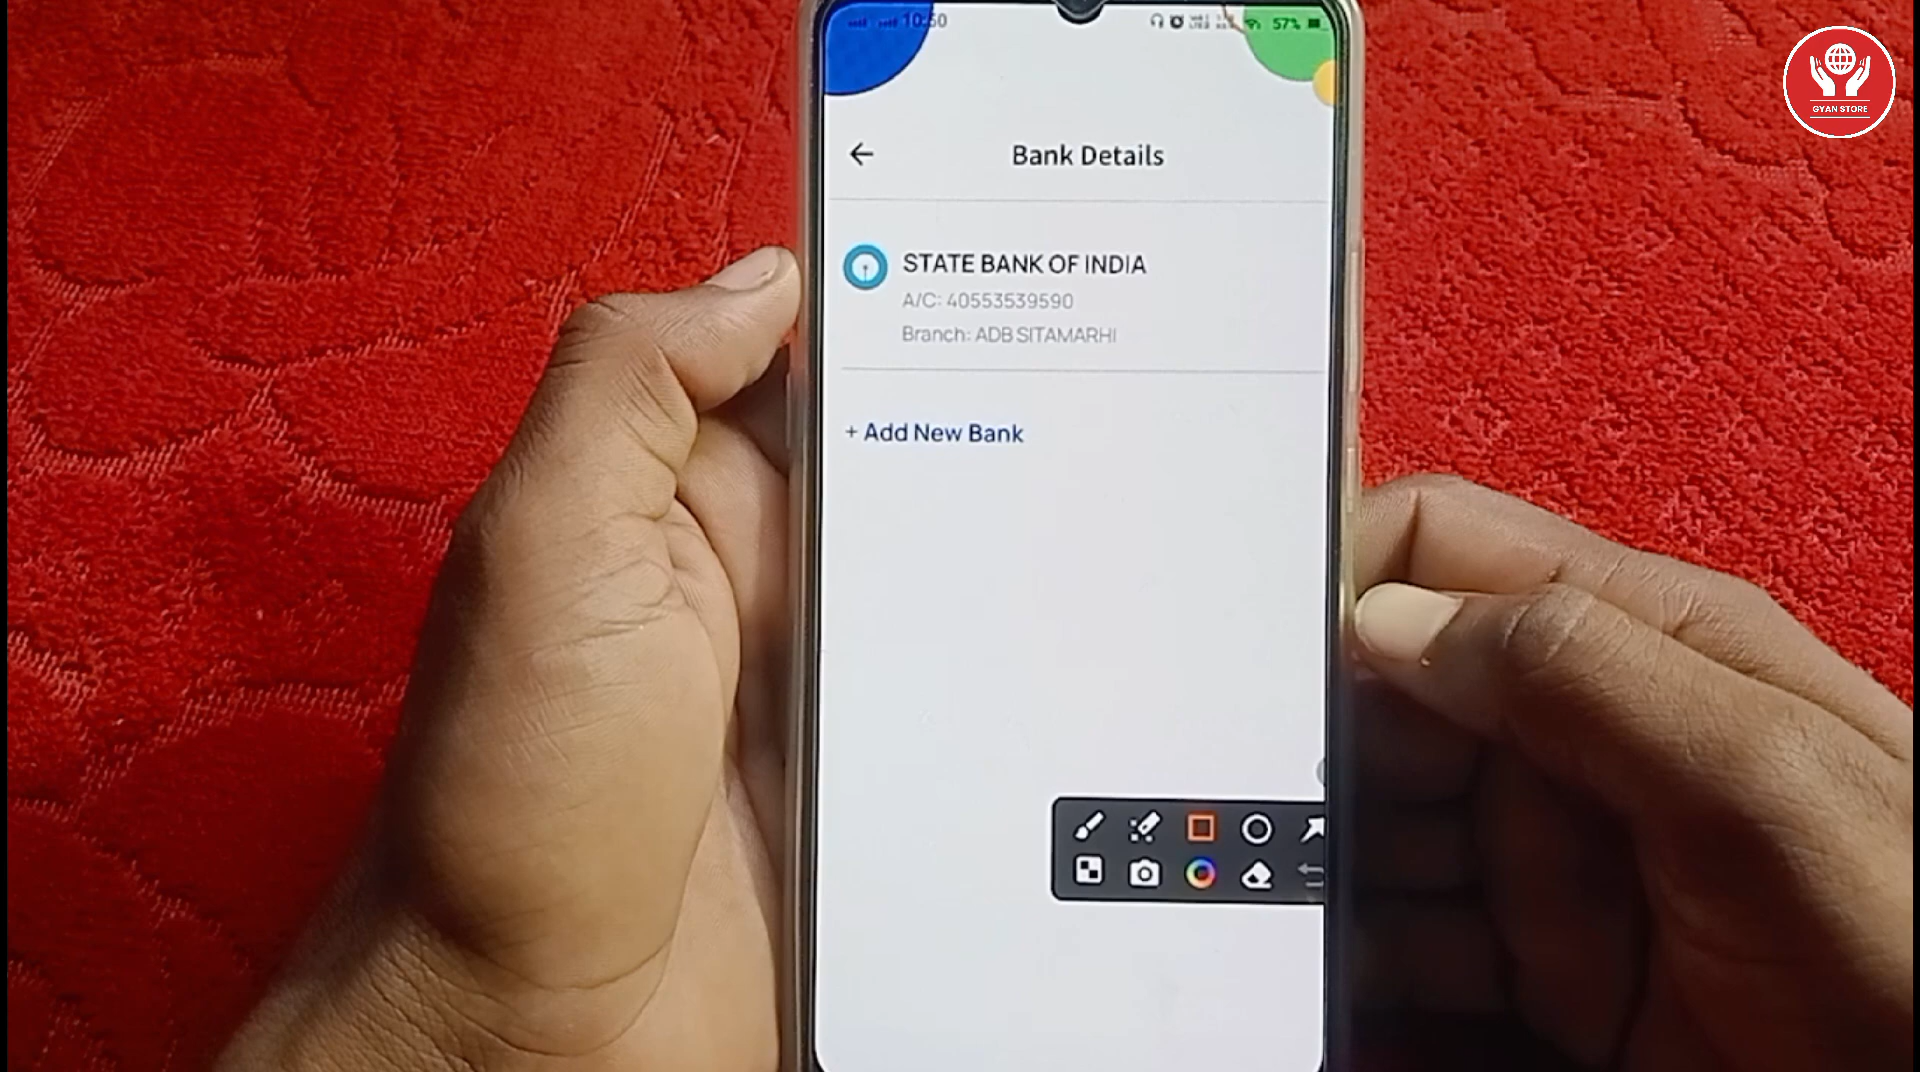 10:50
57%
GYAN STORE
Bank Details
STATE BANK OF INDIA
A/C: 40553539590
Branch: ADB SITAMARHI
+ Add New Bank